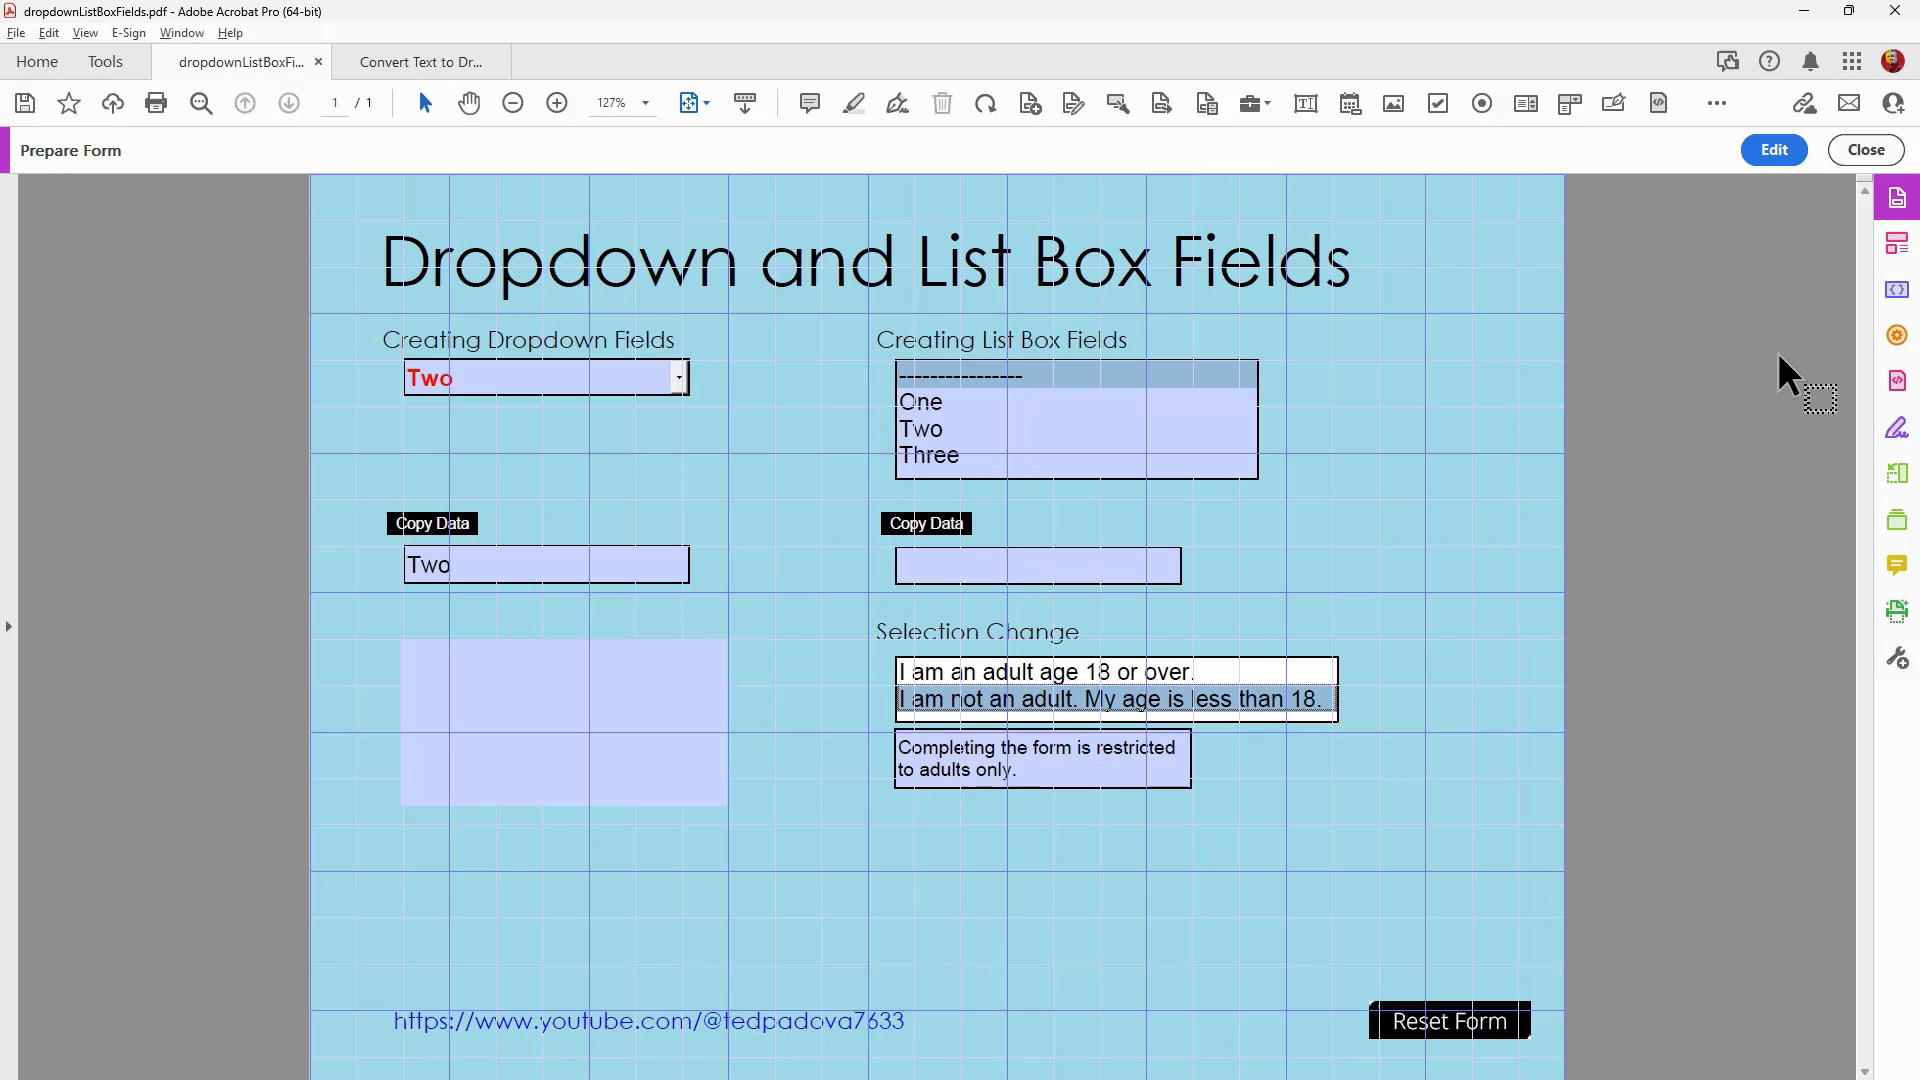 dropdownListBoxFields.pdf - Adobe Acrobat Pro (64-bit)
File Edit View E-Sign Window Help
Home Tools dropdownListBoxFi... × Convert Text to Dr...
1 / 1 127%
Prepare Form Edit Close
Dropdown and List Box Fields
Creating Dropdown Fields
Two
Copy Data
Two
Creating List Box Fields
----------------
One
Two
Three
Copy Data
Selection Change
I am an adult age 18 or over.
I am not an adult. My age is less than 18.
Completing the form is restricted
to adults only.
https://www.youtube.com/@tedpadova7633
Reset Form